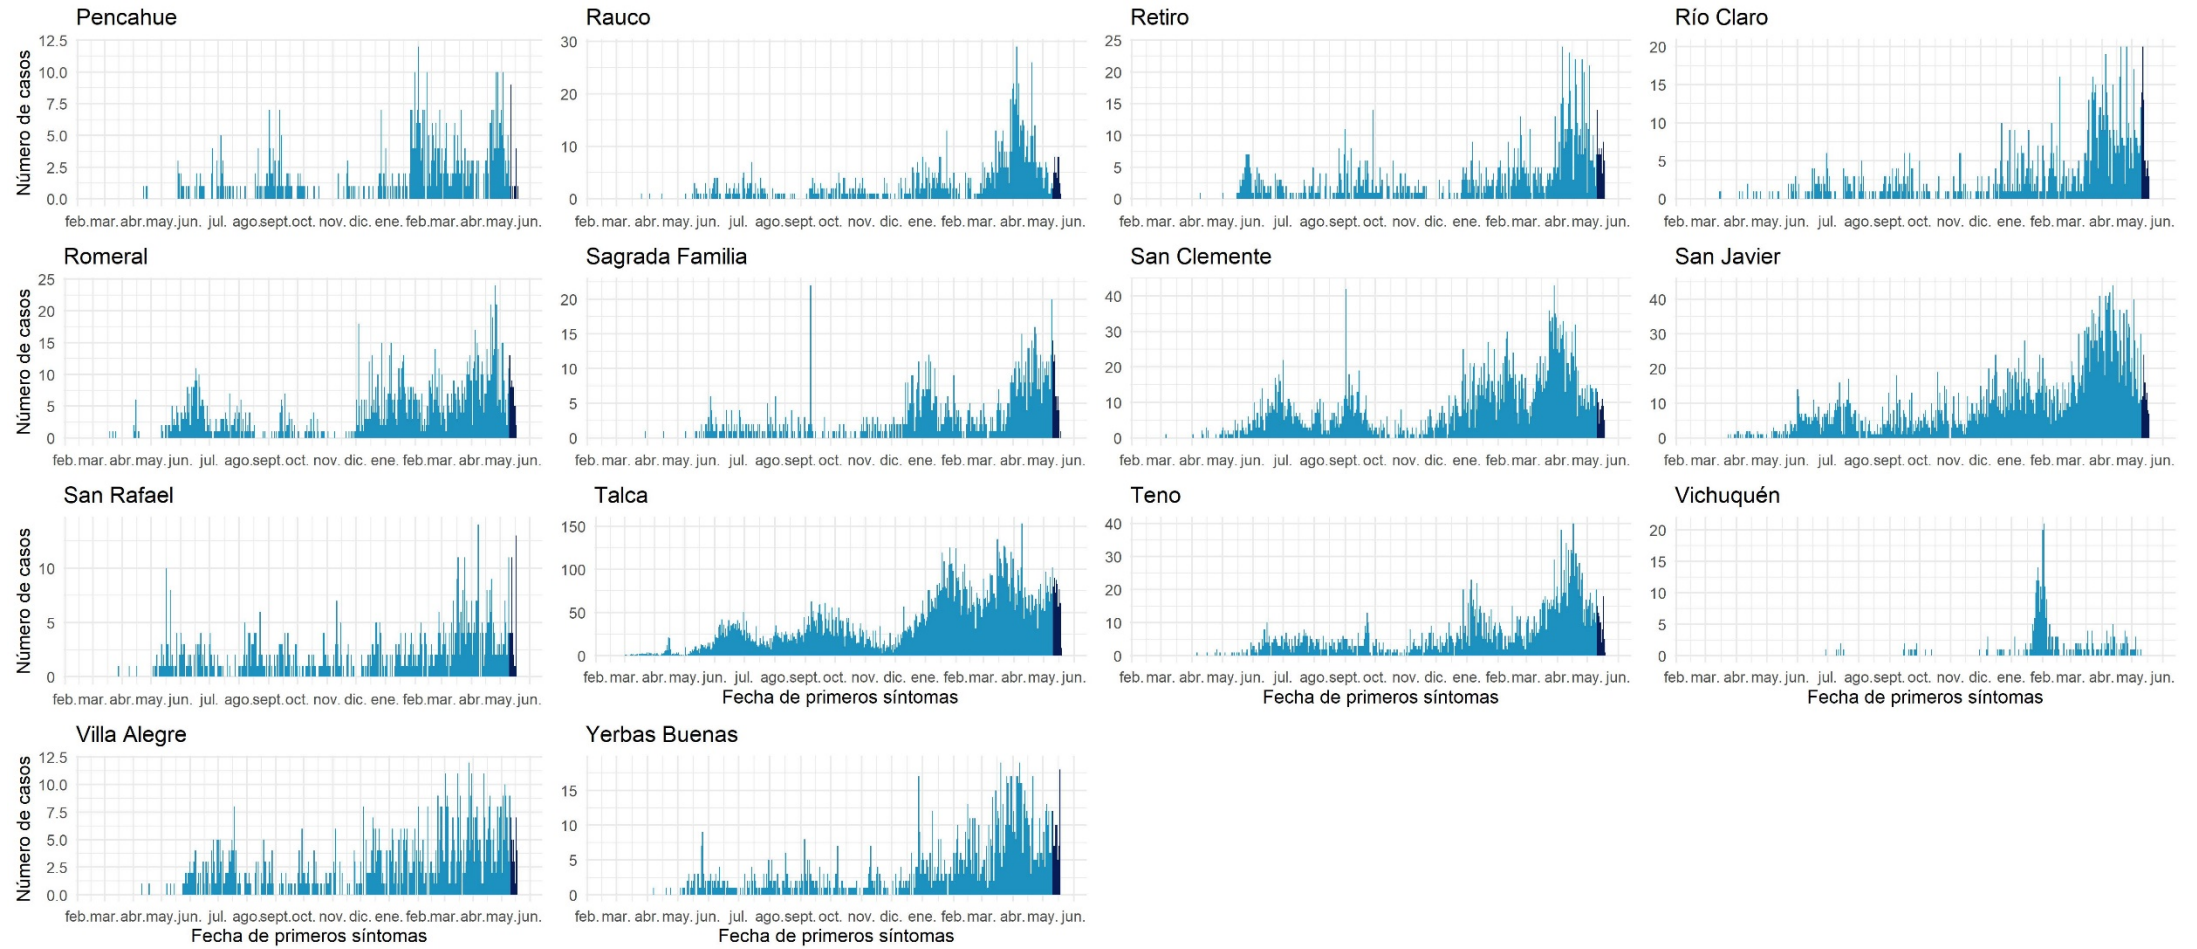 Pencahue
Rauco
Retiro
Río Claro
Número de casos
12.5
10.0
7.5
5.0
2.5
0.0
30
20
10
0
25
20
15
10
5
0
20
15
10
5
0
feb. mar. abr. may. jun. jul. ago. sept. oct. nov. dic. ene. feb. mar. abr. may. jun.
feb. mar. abr. may. jun. jul. ago. sept. oct. nov. dic. ene. feb. mar. abr. may. jun.
feb. mar. abr. may. jun. jul. ago. sept. oct. nov. dic. ene. feb. mar. abr. may. jun.
feb. mar. abr. may. jun. jul. ago. sept. oct. nov. dic. ene. feb. mar. abr. may. jun.
Romeral
Sagrada Familia
San Clemente
San Javier
Número de casos
25
20
15
10
5
0
20
15
10
5
0
40
30
20
10
0
40
30
20
10
0
feb. mar. abr. may. jun. jul. ago. sept. oct. nov. dic. ene. feb. mar. abr. may. jun.
feb. mar. abr. may. jun. jul. ago. sept. oct. nov. dic. ene. feb. mar. abr. may. jun.
feb. mar. abr. may. jun. jul. ago. sept. oct. nov. dic. ene. feb. mar. abr. may. jun.
feb. mar. abr. may. jun. jul. ago. sept. oct. nov. dic. ene. feb. mar. abr. may. jun.
San Rafael
Talca
Teno
Vichuquén
Número de casos
10
5
0
150
100
50
0
40
30
20
10
0
20
15
10
5
0
feb. mar. abr. may. jun. jul. ago. sept. oct. nov. dic. ene. feb. mar. abr. may. jun.
feb. mar. abr. may. jun. jul. ago. sept. oct. nov. dic. ene. feb. mar. abr. may. jun.
feb. mar. abr. may. jun. jul. ago. sept. oct. nov. dic. ene. feb. mar. abr. may. jun.
feb. mar. abr. may. jun. jul. ago. sept. oct. nov. dic. ene. feb. mar. abr. may. jun.
Fecha de primeros síntomas
Fecha de primeros síntomas
Fecha de primeros síntomas
Villa Alegre
Yerbas Buenas
Número de casos
12.5
10.0
7.5
5.0
2.5
0.0
15
10
5
0
feb. mar. abr. may. jun. jul. ago. sept. oct. nov. dic. ene. feb. mar. abr. may. jun.
feb. mar. abr. may. jun. jul. ago. sept. oct. nov. dic. ene. feb. mar. abr. may. jun.
Fecha de primeros síntomas
Fecha de primeros síntomas